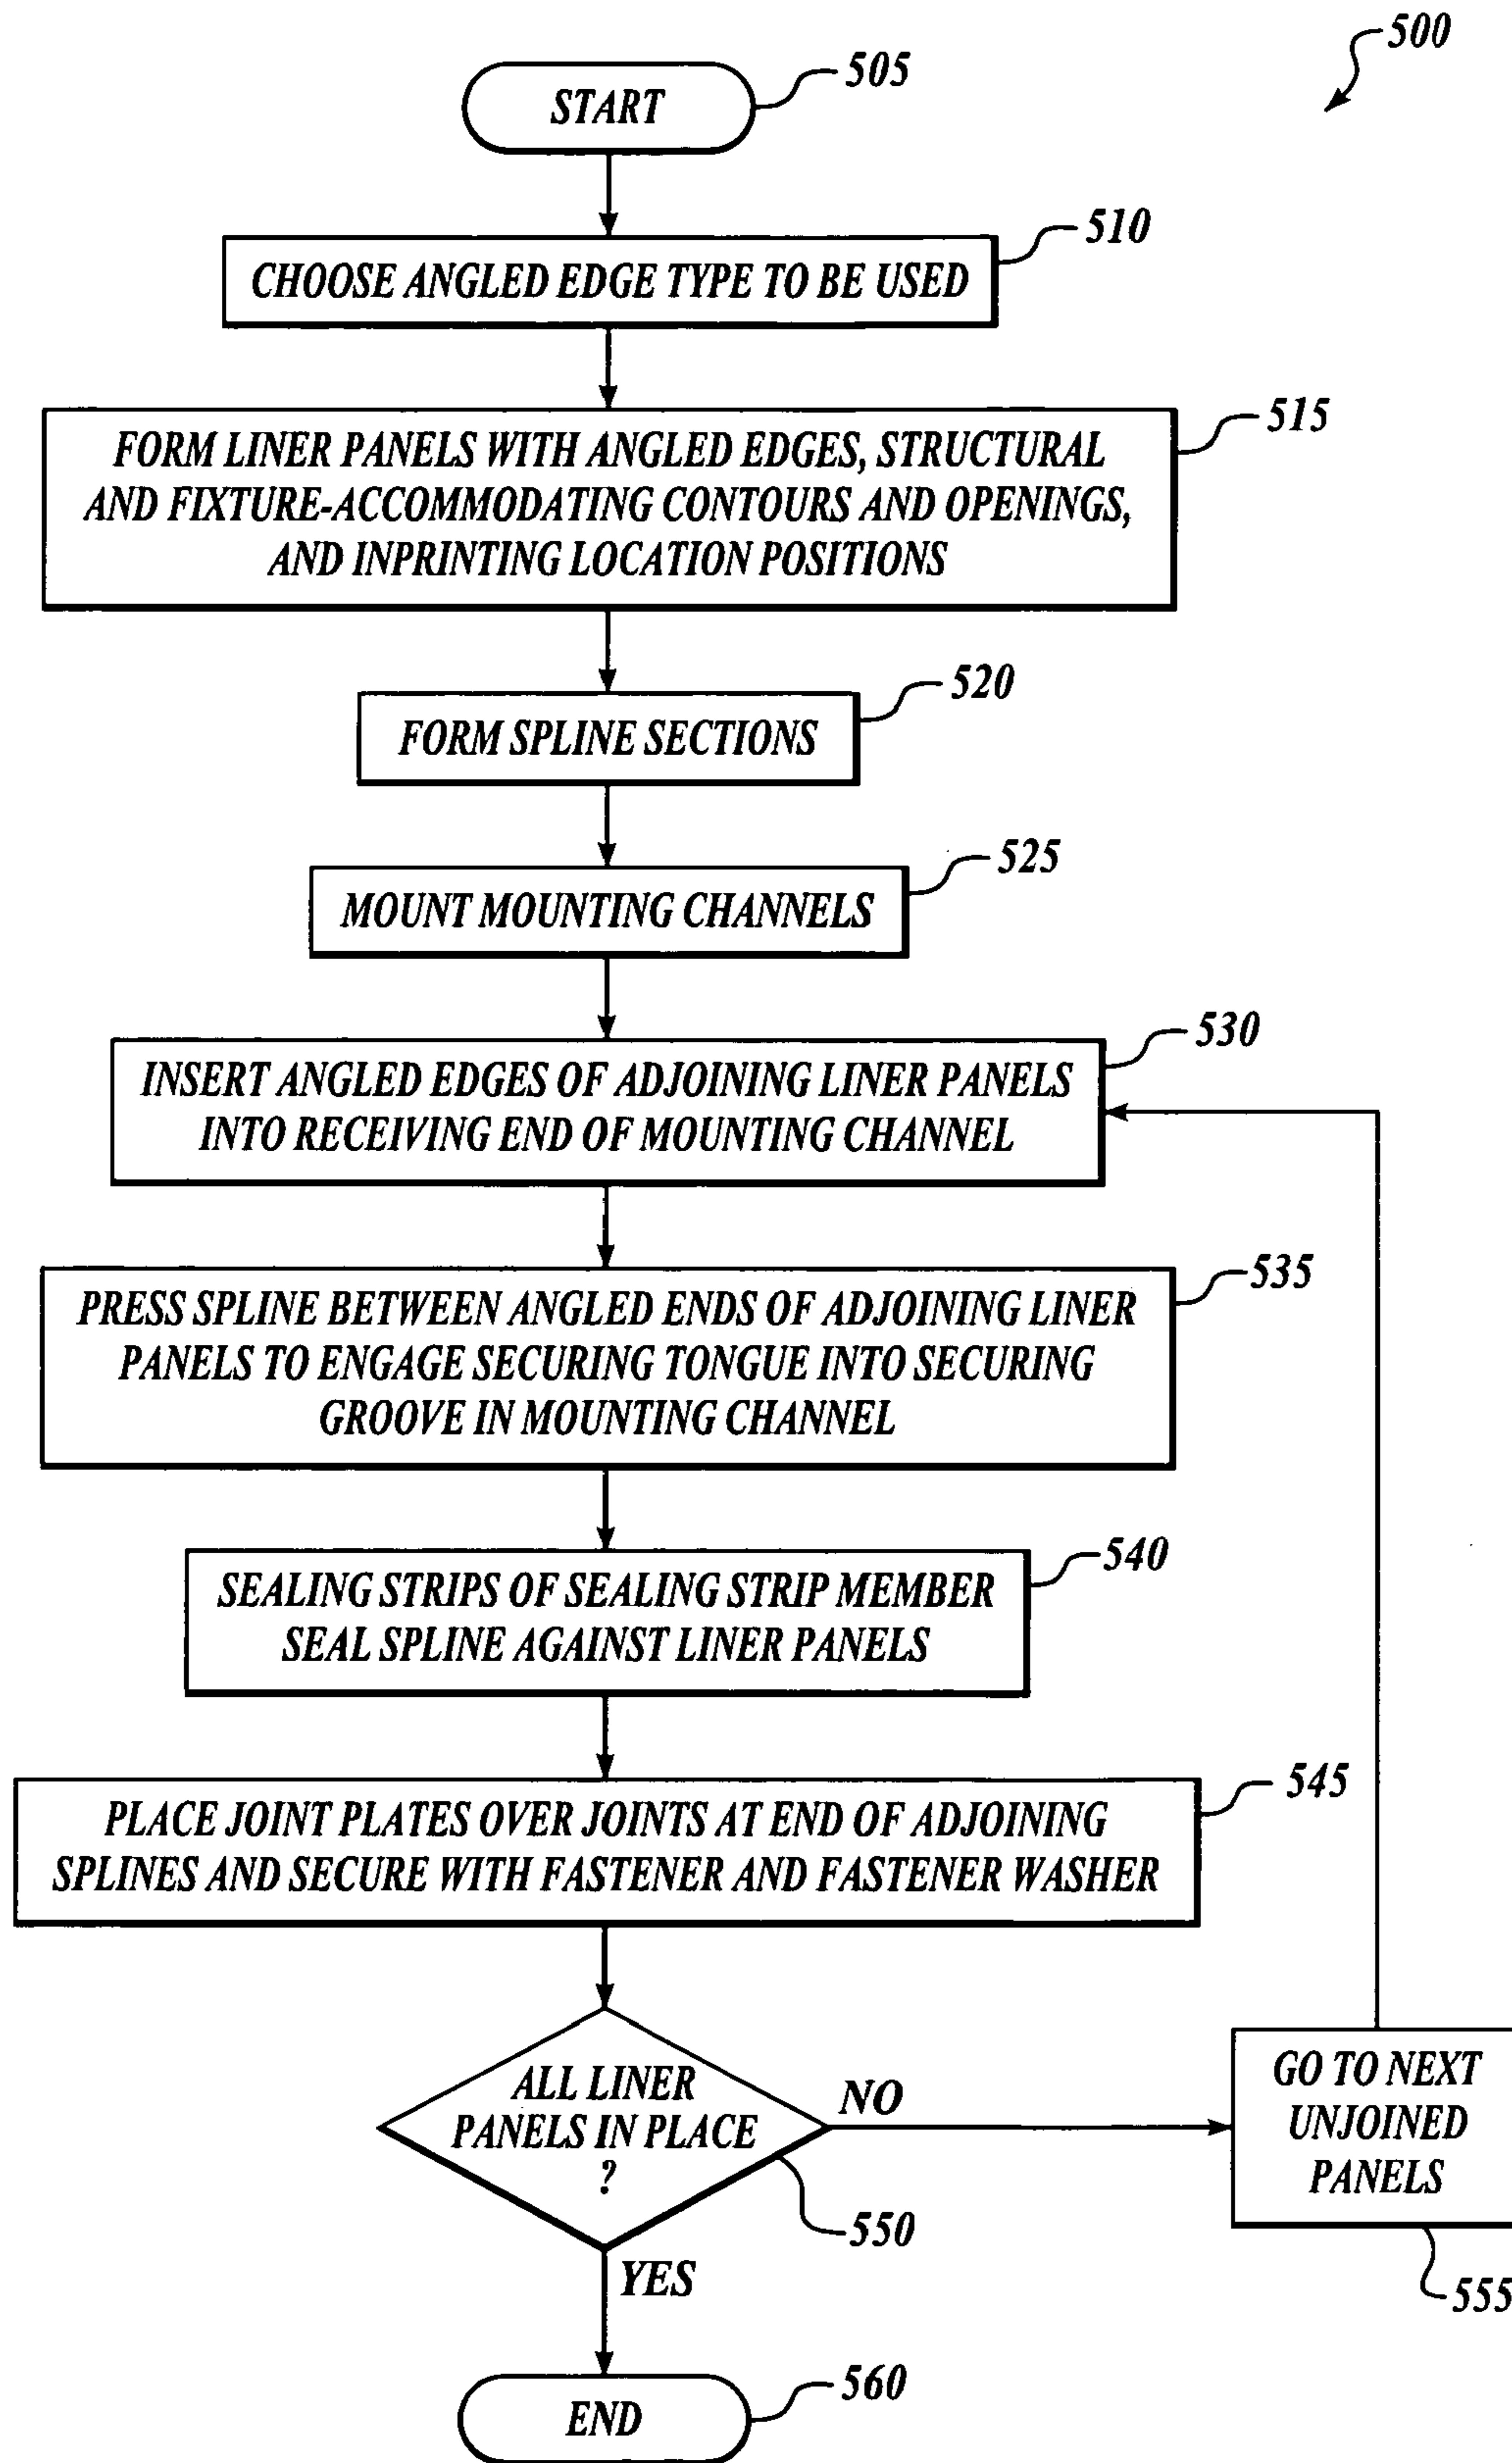 500
START
505
CHOOSE ANGLED EDGE TYPE TO BE USED
510
FORM LINER PANELS WITH ANGLED EDGES, STRUCTURAL
AND FIXTURE-ACCOMMODATING CONTOURS AND OPENINGS,
AND INPRINTING LOCATION POSITIONS
515
FORM SPLINE SECTIONS
520
MOUNT MOUNTING CHANNELS
525
INSERT ANGLED EDGES OF ADJOINING LINER PANELS
INTO RECEIVING END OF MOUNTING CHANNEL
530
PRESS SPLINE BETWEEN ANGLED ENDS OF ADJOINING LINER
PANELS TO ENGAGE SECURING TONGUE INTO SECURING
GROOVE IN MOUNTING CHANNEL
535
SEALING STRIPS OF SEALING STRIP MEMBER
SEAL SPLINE AGAINST LINER PANELS
540
PLACE JOINT PLATES OVER JOINTS AT END OF ADJOINING
SPLINES AND SECURE WITH FASTENER AND FASTENER WASHER
545
ALL LINER
PANELS IN PLACE
?
550
NO
GO TO NEXT
UNJOINED
PANELS
555
YES
END
560